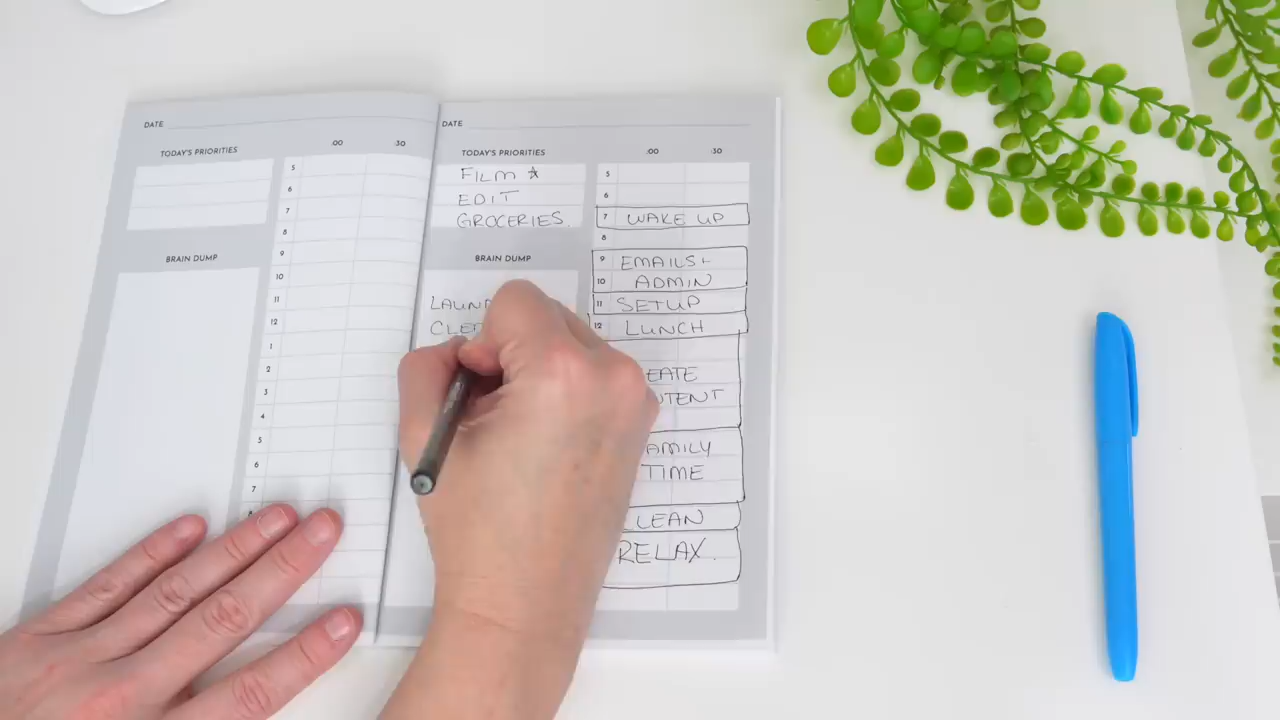 DATE
TODAY'S PRIORITIES
:00 :30
5
6
7
8
9
10
11
12
1
2
3
4
5
6
7
BRAIN DUMP
DATE
TODAY'S PRIORITIES
FILM
EDIT
GROCERIES.
BRAIN DUMP
:00 :30
5
6
7 WAKE UP
8
9 EMAILS +
10 ADMIN
11 SETUP
12 LUNCH
TIME
RELAX.